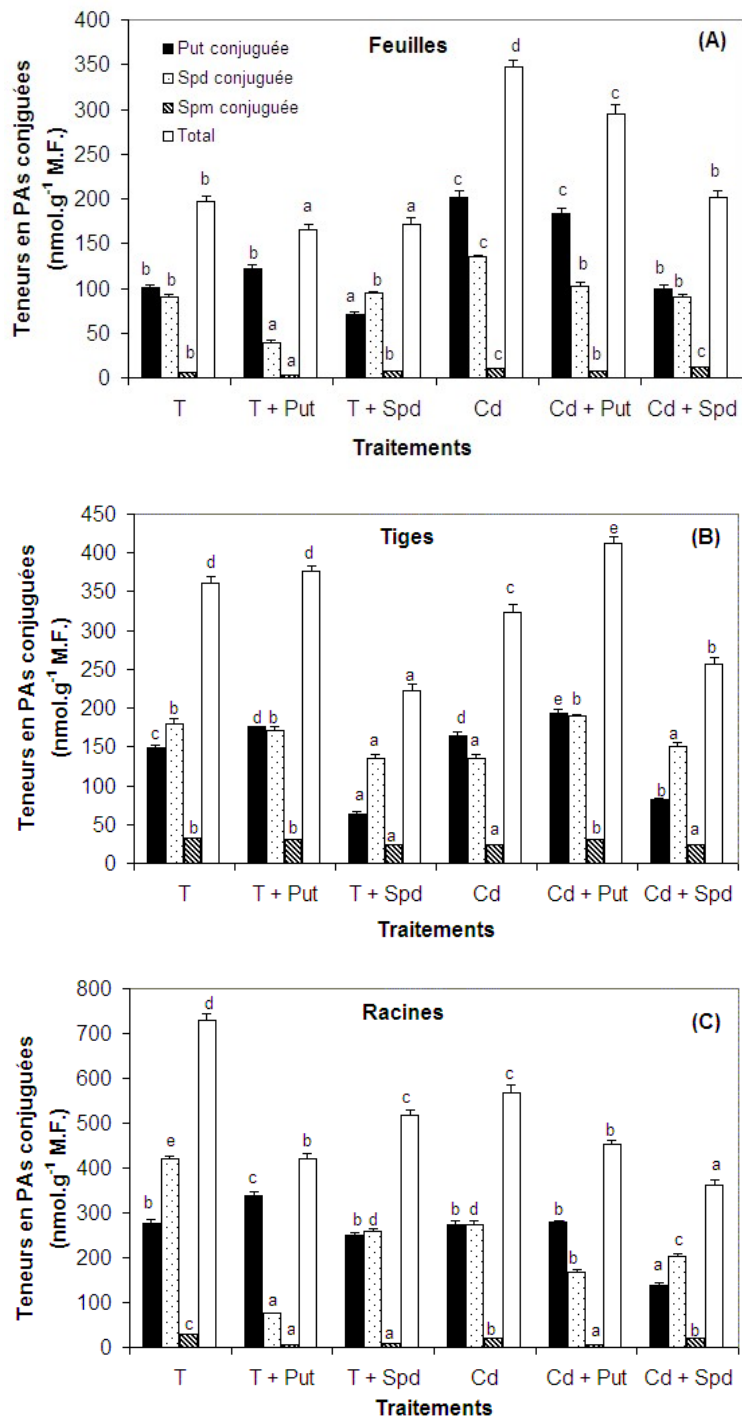 Feuilles
(A)
Put conjuguée
Spd conjuguée
Spm conjuguée
Total
Teneurs en PAs conjguées
(nmol.g-1 M.F.)
400
350
300
250
200
150
100
50
0
b b b b
b a a a
a b b a
c c c d
c b b c
b b c b
T
T + Put
T + Spd
Cd
Cd + Put
Cd + Spd
Traitements
Tiges
(B)
Teneurs en PAs conjuguées
(nmol.g-1 M.F.)
450
400
350
300
250
200
150
100
50
0
c b b d
d b b d
a a a a
d a a c
e b b e
b a a b
T
T + Put
T + Spd
Cd
Cd + Put
Cd + Spd
Traitements
Racines
(C)
Teneurs en PAs conjuguées
(nmol.g-1 M.F.)
800
700
600
500
400
300
200
100
0
b e c d
c a a b
b d a c
b d b c
b b a b
a c b a
T
T + Put
T + Spd
Cd
Cd + Put
Cd + Spd
Traitements